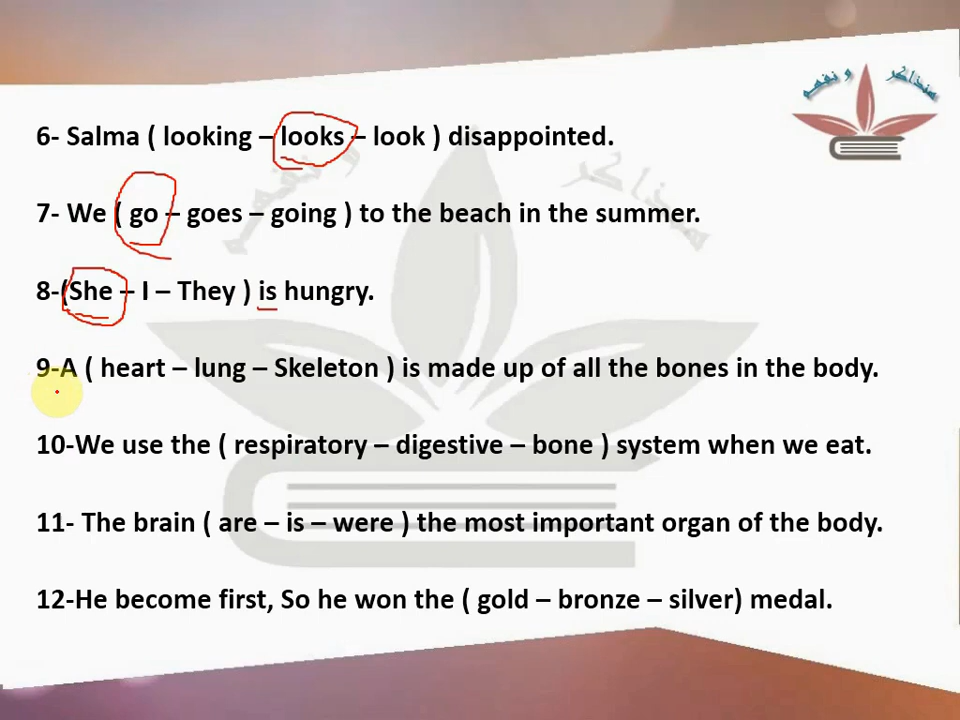 منذاكر و نفهم
6- Salma ( looking – looks – look ) disappointed.
7- We ( go – goes – going ) to the beach in the summer.
8-(She – I – They ) is hungry.
9-A ( heart – lung – Skeleton ) is made up of all the bones in the body.
10-We use the ( respiratory – digestive – bone ) system when we eat.
11- The brain ( are – is – were ) the most important organ of the body.
12-He become first, So he won the ( gold – bronze – silver) medal.